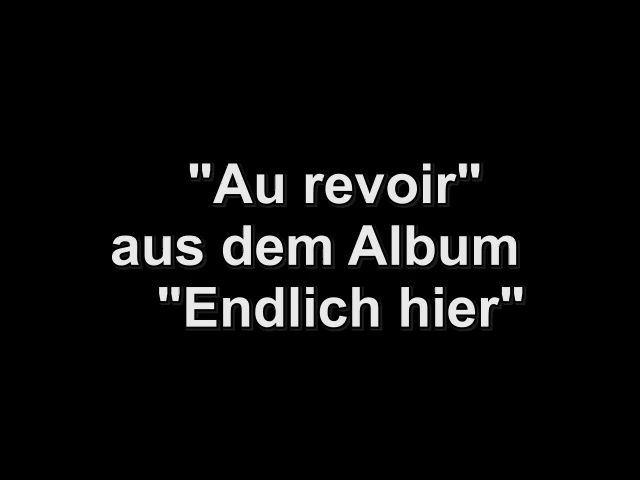 "Au revoir"
aus dem Album
"Endlich hier"